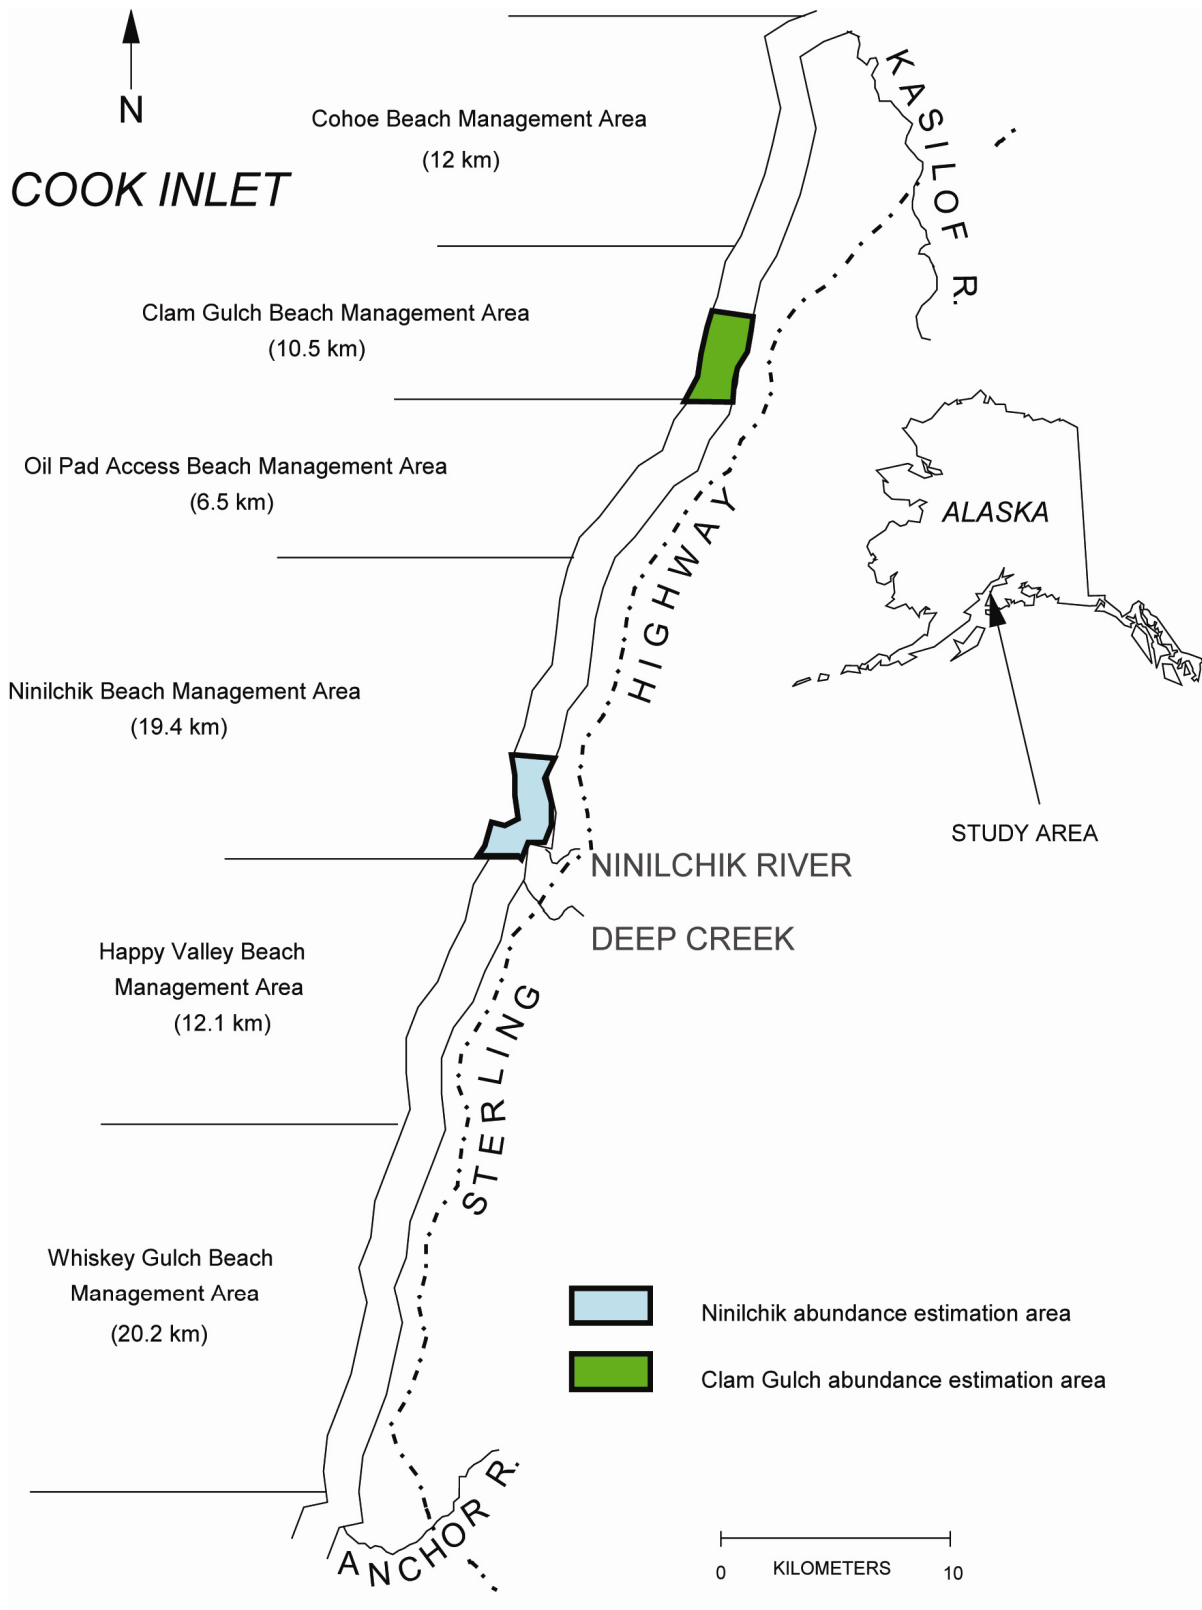 N
COOK INLET
Cohoe Beach Management Area
(12 km)
KASILOF R.
Clam Gulch Beach Management Area
(10.5 km)
Oil Pad Access Beach Management Area
(6.5 km)
ALASKA
HIGHWAY
Ninilchik Beach Management Area
(19.4 km)
STUDY AREA
NINILCHIK RIVER
DEEP CREEK
Happy Valley Beach
Management Area
(12.1 km)
STERLING
Whiskey Gulch Beach
Management Area
(20.2 km)
Ninilchik abundance estimation area
Clam Gulch abundance estimation area
ANCHOR R.
0 KILOMETERS 10